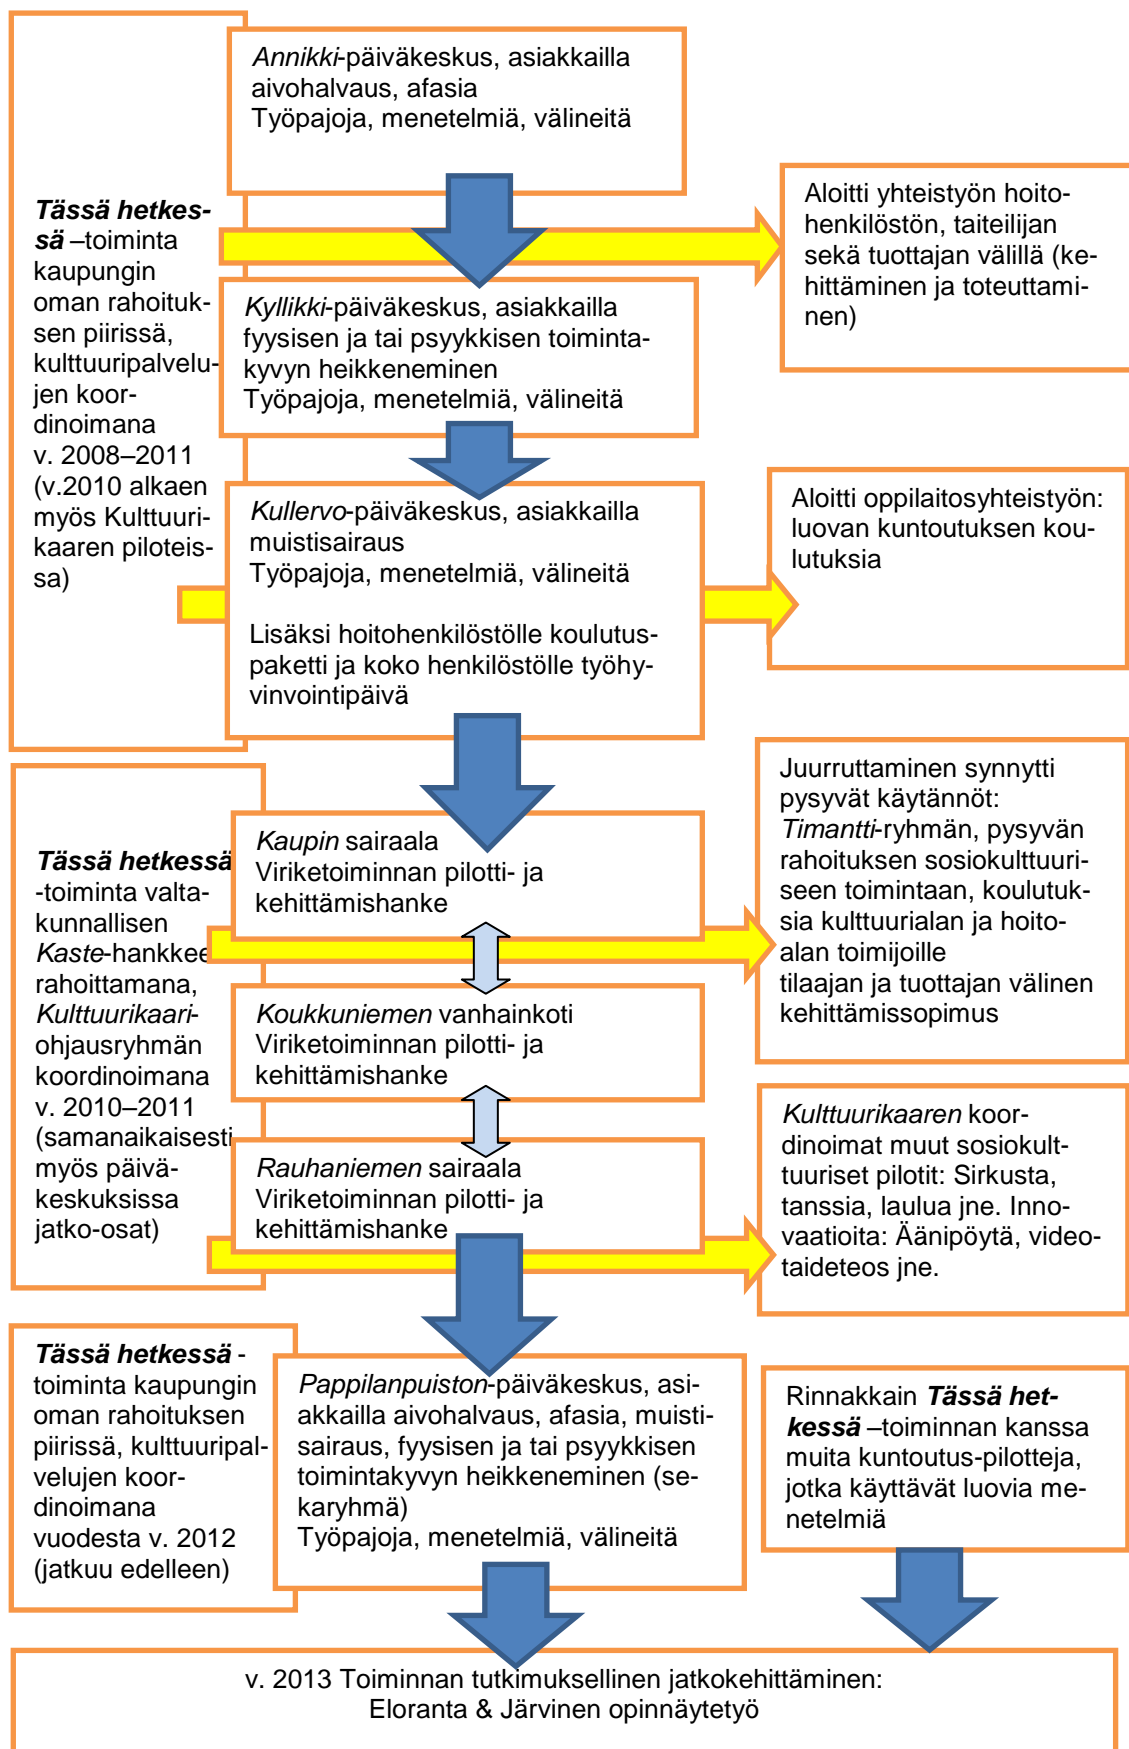 Annikki-päiväkeskus, asiakkailla
aivohalvaus, afasia
Työpajoja, menetelmiä, välineitä
Tässä hetkes-
sä –toiminta
kaupungin
oman rahoituk-
sen piirissä,
kulttuuripalvelu-
jen koor-
dinoimana
v. 2008–2011
(v.2010 alkaen
myös Kulttuuri-
kaaren piloteis-
sa)
Aloitti yhteistyön hoito-
henkilöstön, taiteilijan
sekä tuottajan välillä (ke-
hittäminen ja toteuttami-
nen)
Kyllikki-päiväkeskus, asiakkailla
fyysisen ja tai psyykkisen toiminta-
kyvyn heikkeneminen
Työpajoja, menetelmiä, välineitä
Kullervo-päiväkeskus, asiakkailla
muistisairaus
Työpajoja, menetelmiä, välineitä
Lisäksi hoitohenkilöstölle koulutus-
paketti ja koko henkilöstölle työhy-
vinvointipäivä
Aloitti oppilaitosyhteistyön:
luovan kuntoutuksen kou-
lutuksia
Tässä hetkessä
-toiminta valta-
kunnallisen
Kaste-hankkee
rahoittamana,
Kulttuurikaari-
ohjausryhmän
koordinoimana
v. 2010–2011
(samanaikaisesti
myös päivä-
keskuksissa
jatko-osat)
Kaupin sairaala
Viriketoiminnan pilotti- ja
kehittämishanke
Koukkuniemen vanhainkoti
Viriketoiminnan pilotti- ja
kehittämishanke
Rauhaniemen sairaala
Viriketoiminnan pilotti- ja
kehittämishanke
Juurruttaminen synnytti
pysyvät käytännöt:
Timantti-ryhmän, pysyvän
rahoituksen sosiokulttuuri-
seen toimintaan, koulutuk-
sia kulttuurialan ja hoito-
alan toimijoille
tilaajan ja tuottajan välinen
kehittämissopimus
Kulttuurikaaren koor-
dinoimat muut sosiokult-
tuuriset pilotit: Sirkusta,
tanssia, laulua jne. Inno-
vaatioita: Äänipöytä, video-
taideteos jne.
Tässä hetkessä -
toiminta kaupungin
oman rahoituksen
piirissä, kulttuuripal-
velujen koor-
dinoimana
vuodesta v. 2012
(jatkuu edelleen)
Pappilanpuiston-päiväkeskus, asi-
akkailla aivohalvaus, afasia, muisti-
sairaus, fyysisen ja tai psyykkisen
toimintakyvyn heikkeneminen (se-
karyhmä)
Työpajoja, menetelmiä, välineitä
Rinnakkain Tässä het-
kessä –toiminnan kanssa
muita kuntoutus-pilotteja,
jotka käyttävät luovia me-
netelmiä
v. 2013 Toiminnan tutkimuksellinen jatkokehittäminen:
Eloranta & Järvinen opinnäytetyö